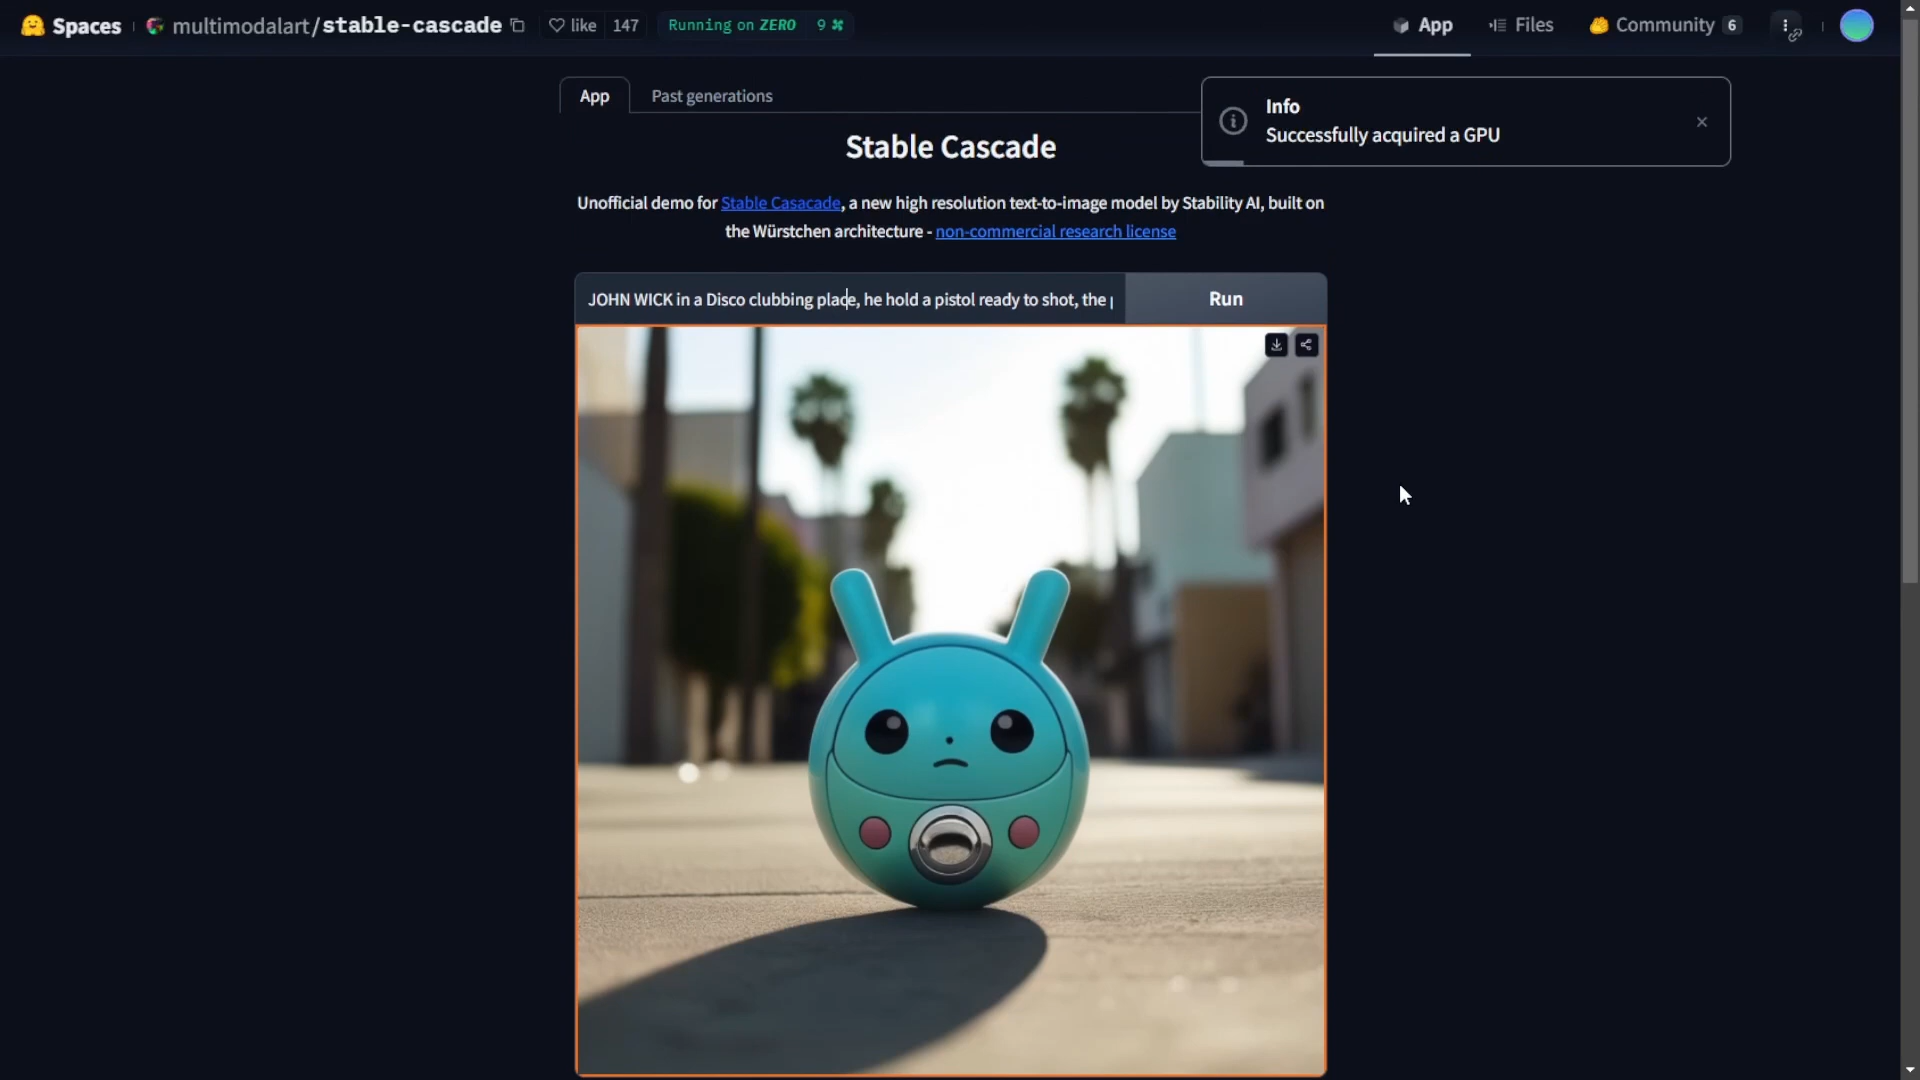 Spaces multimodalart/stable-cascade like 147 Running on ZERO 9 App Files Community 6
App Past generations
Info
Successfully acquired a GPU
Stable Cascade
Unofficial demo for Stable Casacade, a new high resolution text-to-image model by Stability AI, built on
the Würstchen architecture - non-commercial research license
JOHN WICK in a Disco clubbing place, he hold a pistol ready to shot, the Run